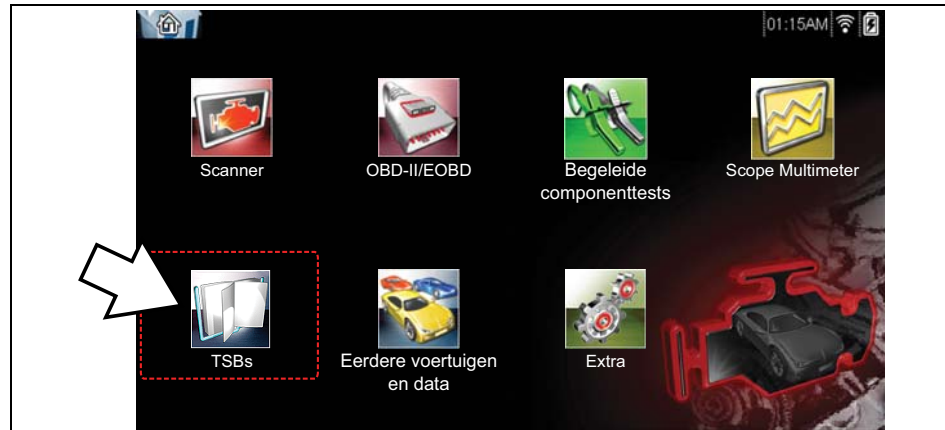 01:15AM
Scanner
OBD-II/EOBD
Begeleide
componenttests
Scope Multimeter
TSBs
Eerdere voertuigen
en data
Extra